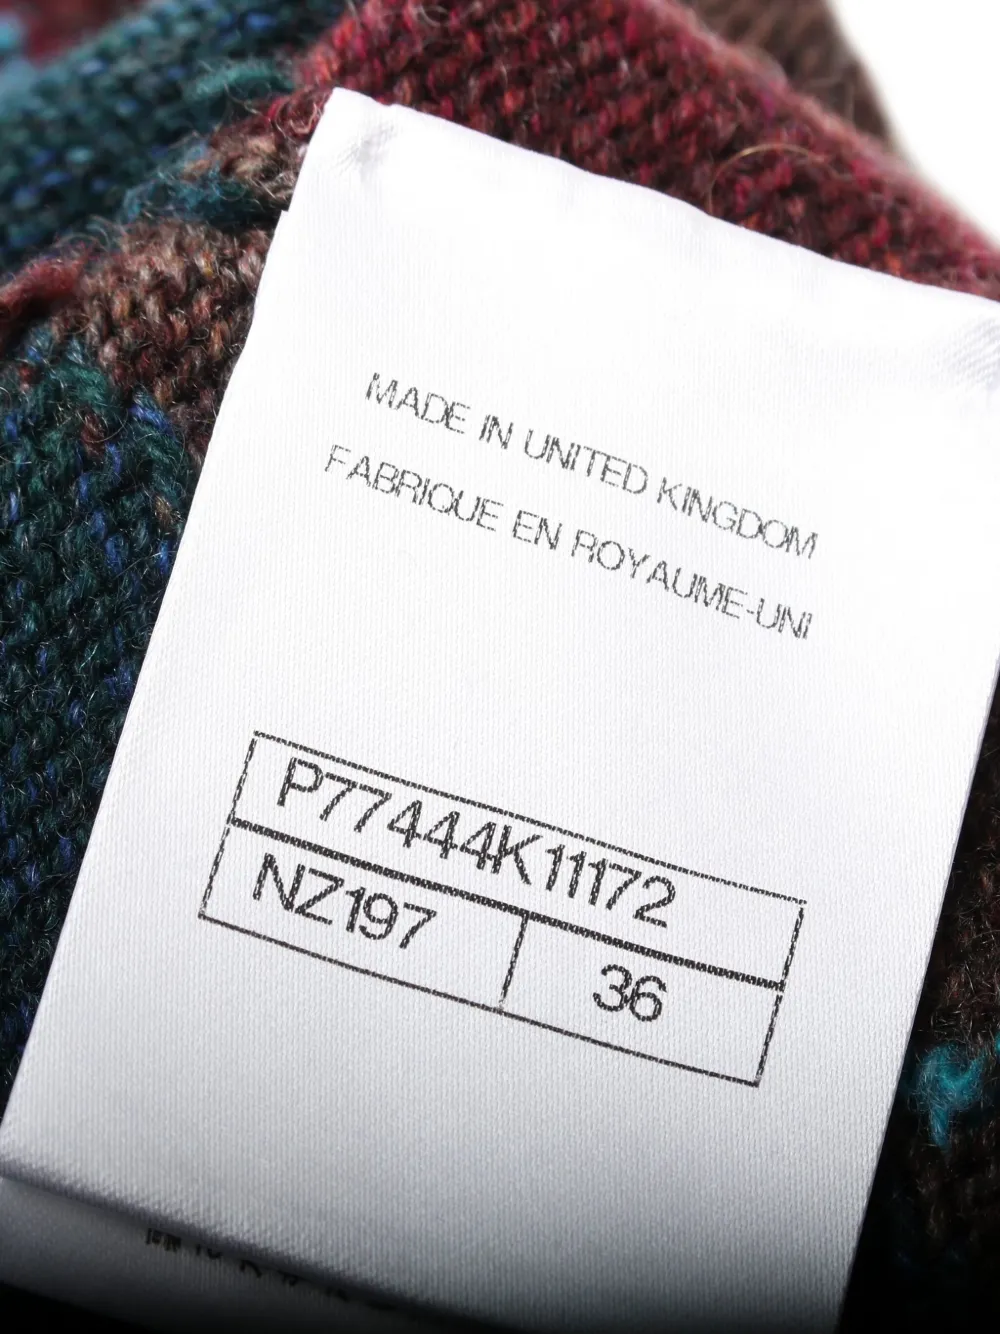 MADE IN UNITED KINGDOM
FABRIQUE EN ROYAUME-UNI
P77444K11172
NZ197 36